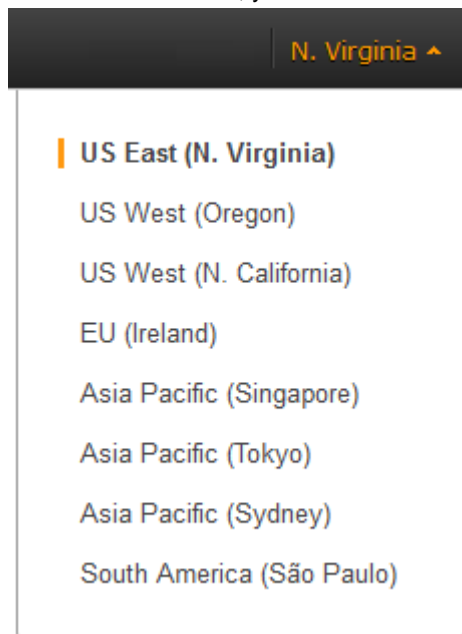 N. Virginia
US East (N. Virginia)
US West (Oregon)
US West (N. California)
EU (Ireland)
Asia Pacific (Singapore)
Asia Pacific (Tokyo)
Asia Pacific (Sydney)
South America (São Paulo)